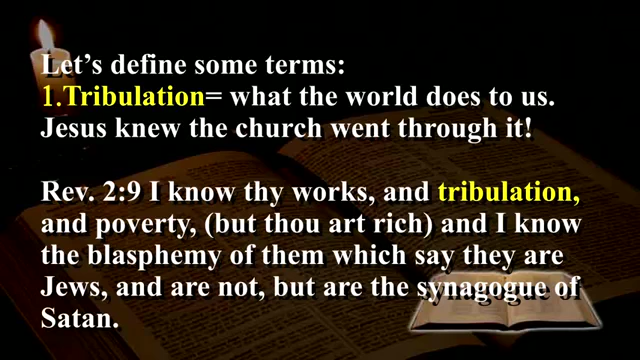 Let's define some terms:
1.Tribulation= what the world does to us.
Jesus knew the church went through it!
Rev. 2:9 I know thy works, and tribulation,
and poverty, (but thou art rich) and I know
the blasphemy of them which say they are
Jews, and are not, but are the synagogue of
Satan.